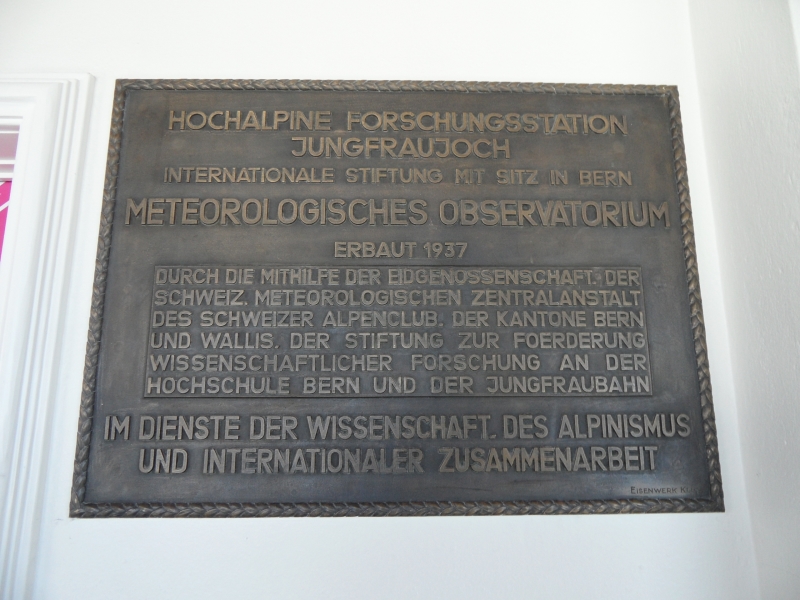 HOCHALPINE FORSCHUNGSSTATION
JUNGFRAUJOCH
INTERNATIONALE STIFTUNG MIT SITZ IN BERN
METEOROLOGISCHES OBSERVATORIUM
ERBAUT 1937
DURCH DIE MITHILFE DER EIDGENOSSENSCHAFT. DER
SCHWEIZ. METEOROLOGISCHEN ZENTRALANSTALT
DES SCHWEIZER ALPENCLUB. DER KANTONE BERN
UND WALLIS. DER STIFTUNG ZUR FOERDERUNG
WISSENSCHAFTLICHER FORSCHUNG AN DER
HOCHSCHULE BERN UND DER JUNGFRAUBAHN
IM DIENSTE DER WISSENSCHAFT. DES ALPINISMUS
UND INTERNATIONALER ZUSAMMENARBEIT
EISENWERK